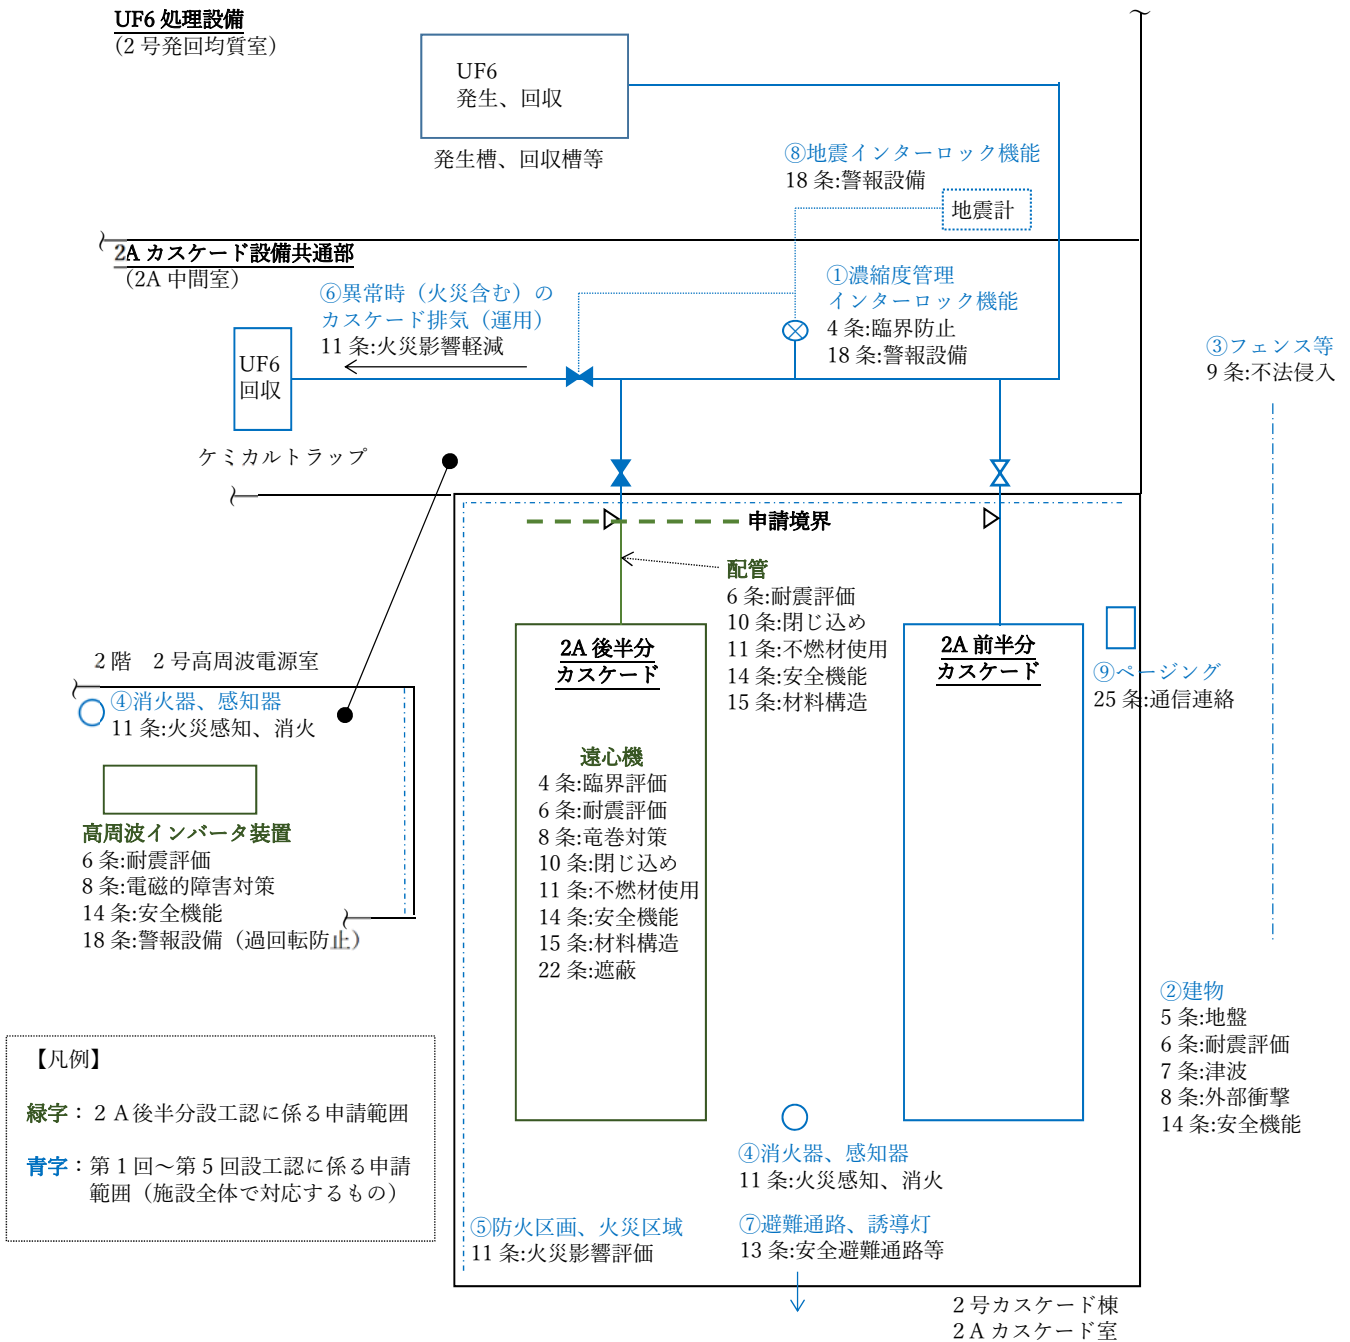 UF6 処理設備
（2 号発回均質室）
UF6
発生、回収
発生槽、回収槽等
⑧地震インターロック機能
18 条:警報設備
地震計
2A カスケード設備共通部
（2A 中間室）
⑥異常時（火災含む）の
カスケード排気（運用）
11 条:火災影響軽減
①濃縮度管理
インターロック機能
4 条:臨界防止
18 条:警報設備
UF6
回収
ケミカルトラップ
③フェンス等
9 条:不法侵入
申請境界
配管
6 条:耐震評価
10 条:閉じ込め
11 条:不燃材使用
14 条:安全機能
15 条:材料構造
2A 後半分
カスケード
遠心機
4 条:臨界評価
6 条:耐震評価
8 条:竜巻対策
10 条:閉じ込め
11 条:不燃材使用
14 条:安全機能
15 条:材料構造
22 条:遮蔽
2A 前半分
カスケード
⑨ページング
25 条:通信連絡
２階　２号高周波電源室
④消火器、感知器
11 条:火災感知、消火
高周波インバータ装置
6 条:耐震評価
8 条:電磁的障害対策
14 条:安全機能
18 条:警報設備（過回転防止）
②建物
5 条:地盤
6 条:耐震評価
7 条:津波
8 条:外部衝撃
14 条:安全機能
【凡例】
緑字：２Ａ後半分設工認に係る申請範囲
青字：第 1 回～第 5 回設工認に係る申請
範囲（施設全体で対応するもの）
④消火器、感知器
11 条:火災感知、消火
⑤防火区画、火災区域
11 条:火災影響評価
⑦避難通路、誘導灯
13 条:安全避難通路等
２号カスケード棟
２Ａカスケード室